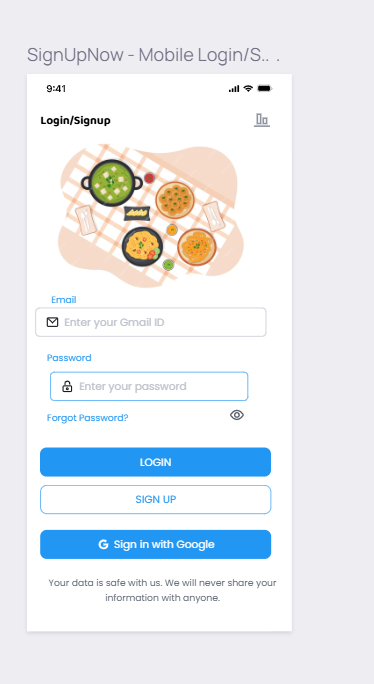 SignUpNow - Mobile Login/S.. .
9:41
Login/Signup
Email
Enter your Gmail ID
Password
Enter your password
Forgot Password?
LOGIN
SIGN UP
G Sign in with Google
Your data is safe with us. We will never share your
information with anyone.